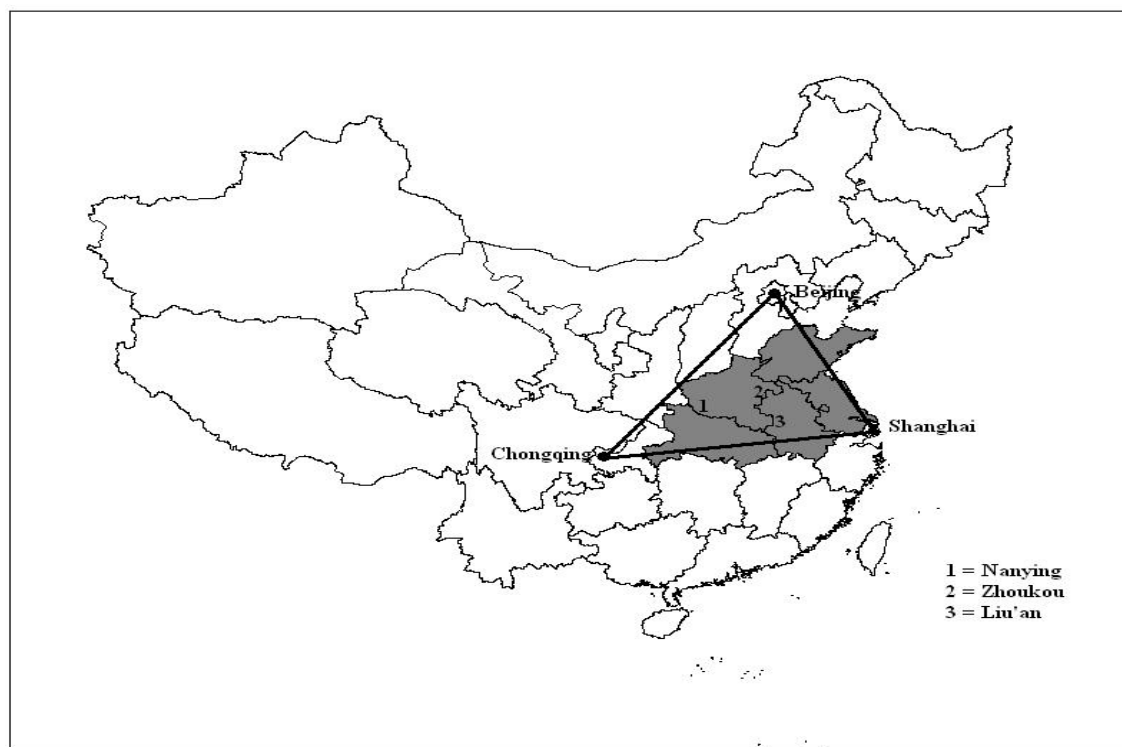 Beijing
2
1
3
Shanghai
Chongqing
1 = Nanying
2 = Zhoukou
3 = Liu'an